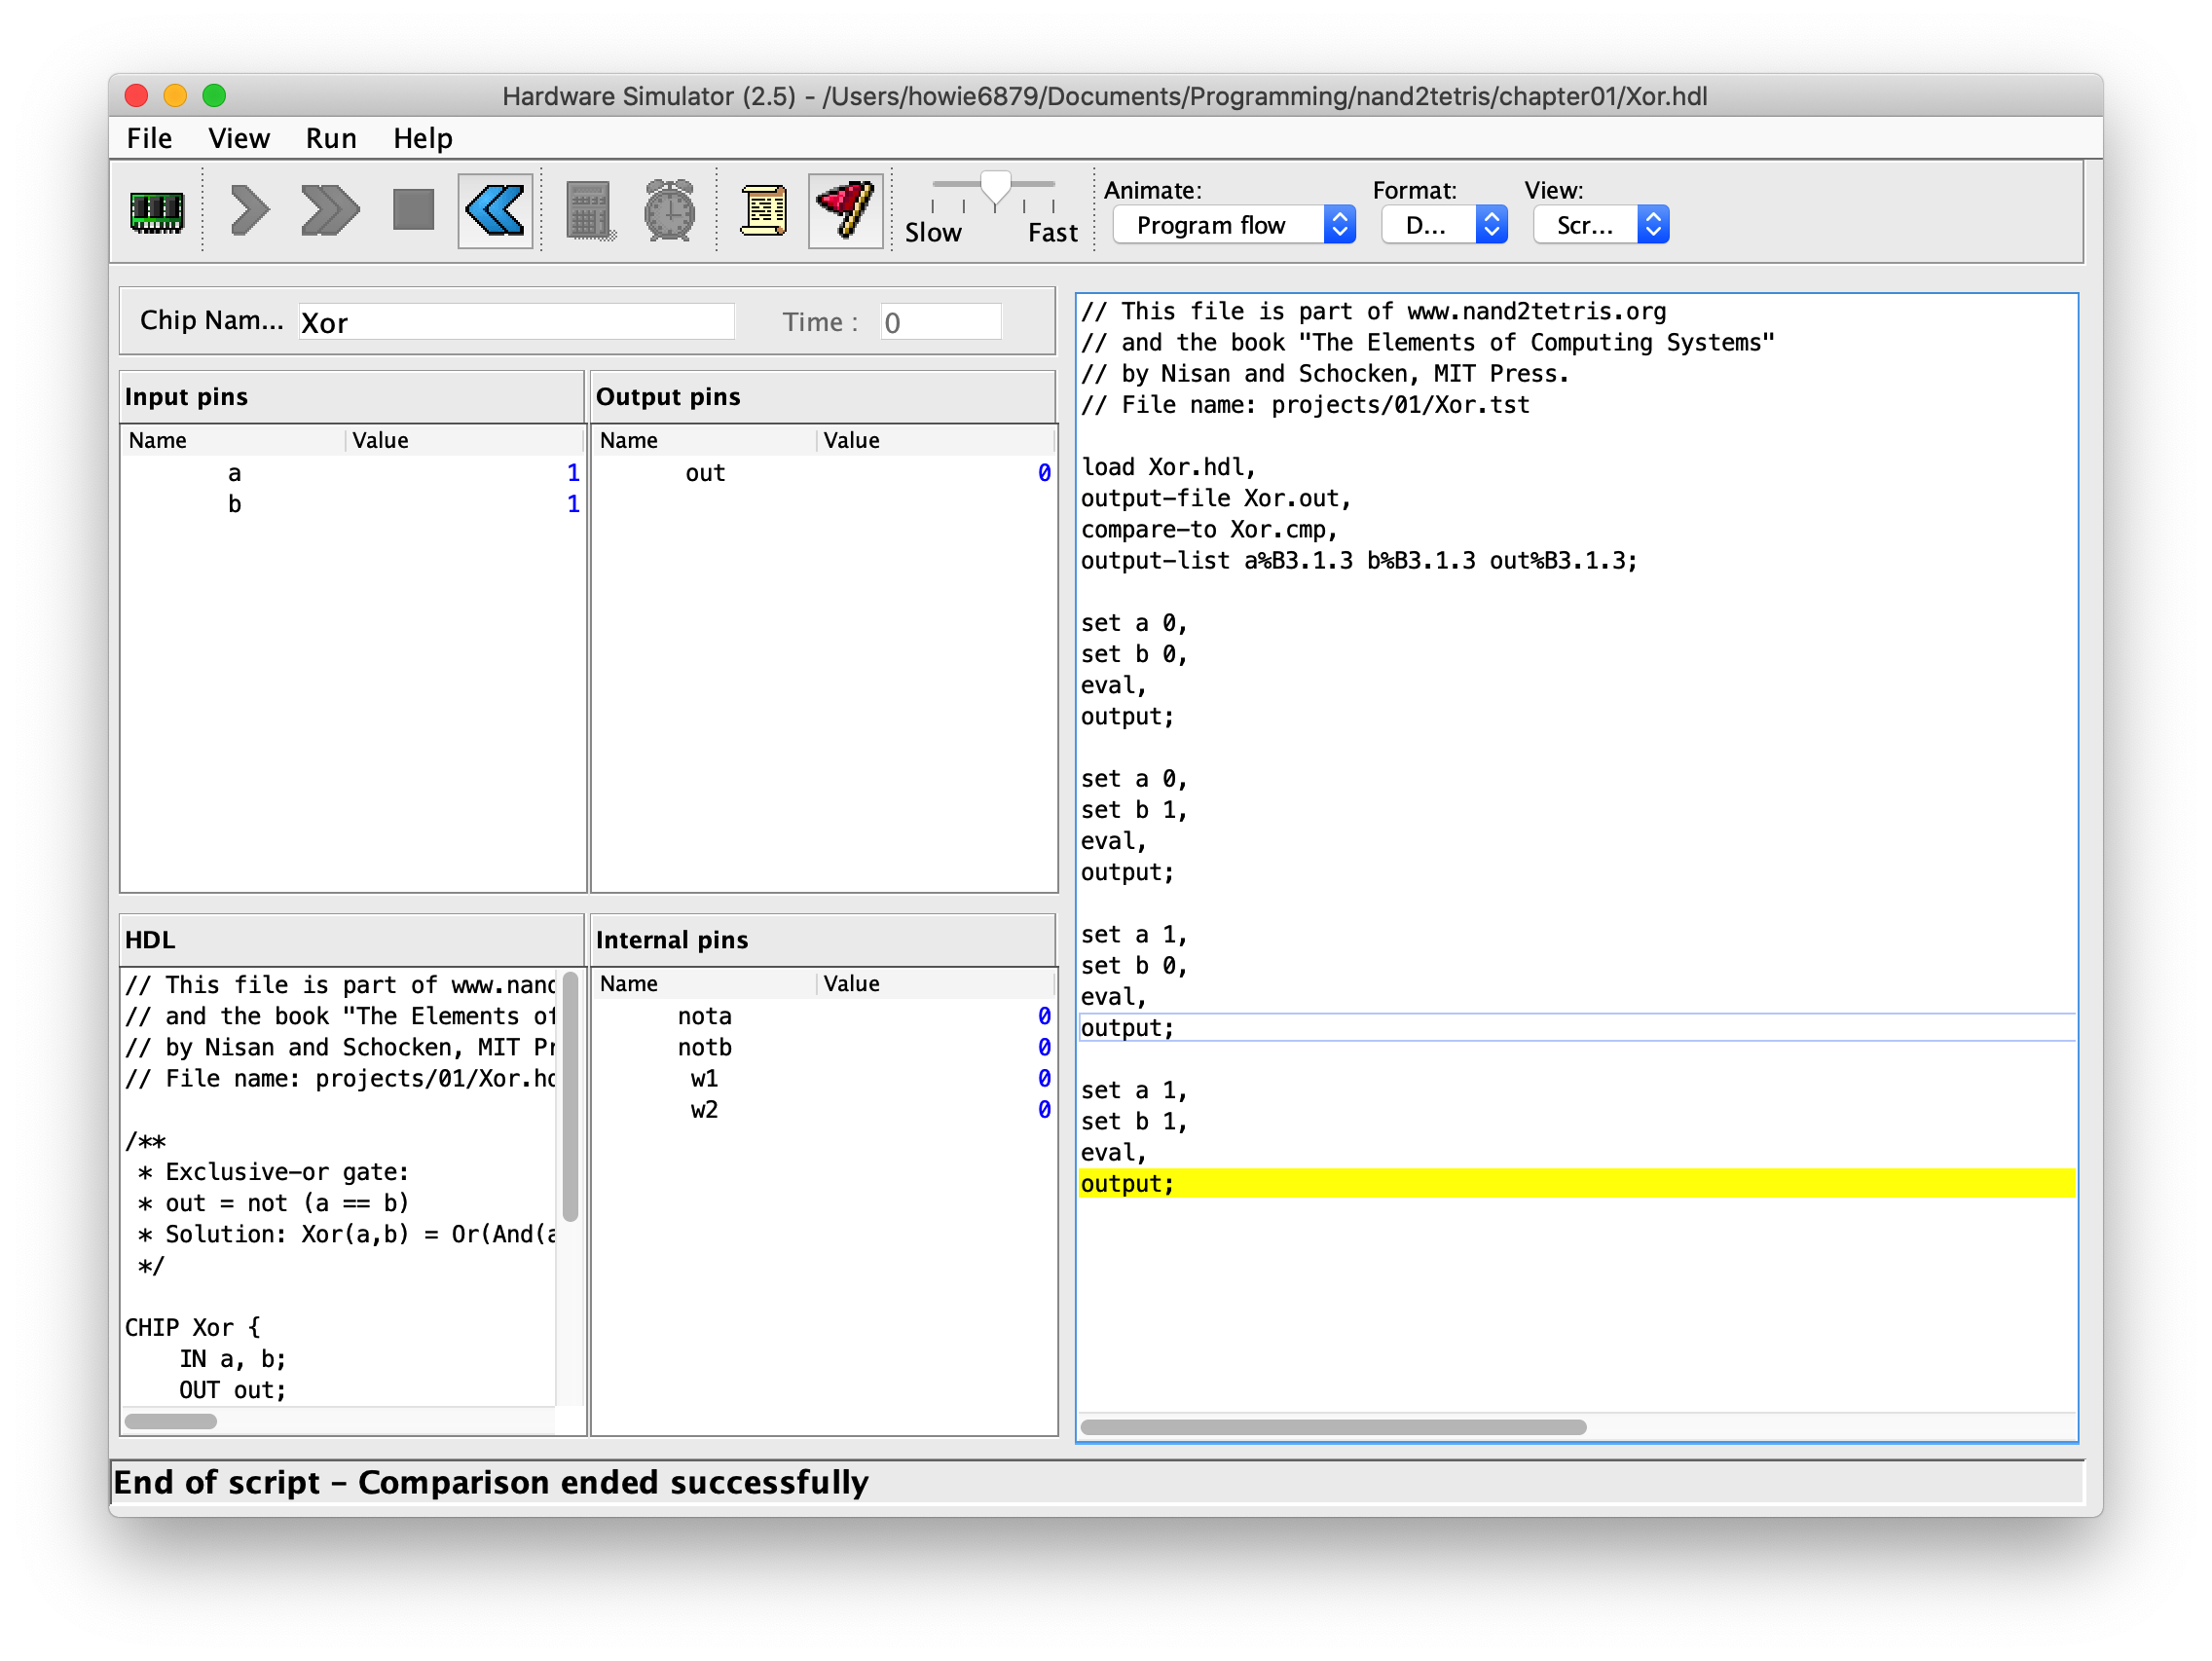 Hardware Simulator (2.5) - /Users/howie6879/Documents/Programming/nand2tetris/chapter01/Xor.hdl
File View Run Help
Slow Fast
Animate: Format: View:
Program flow D... Scr...
Chip Nam... Xor Time : 0
Input pins
Name Value
a 1
b 1
Output pins
Name Value
out 0
HDL
// This file is part of www.nand
// and the book "The Elements of
// by Nisan and Schocken, MIT Pr
// File name: projects/01/Xor.hd
/**
* Exclusive-or gate:
* out = not (a == b)
* Solution: Xor(a,b) = Or(And(a
*/
CHIP Xor {
IN a, b;
OUT out;
Internal pins
Name Value
nota 0
notb 0
w1 0
w2 0
// This file is part of www.nand2tetris.org
// and the book "The Elements of Computing Systems"
// by Nisan and Schocken, MIT Press.
// File name: projects/01/Xor.tst
load Xor.hdl,
output-file Xor.out,
compare-to Xor.cmp,
output-list a%B3.1.3 b%B3.1.3 out%B3.1.3;
set a 0,
set b 0,
eval,
output;
set a 0,
set b 1,
eval,
output;
set a 1,
set b 0,
eval,
output;
set a 1,
set b 1,
eval,
output;
End of script - Comparison ended successfully